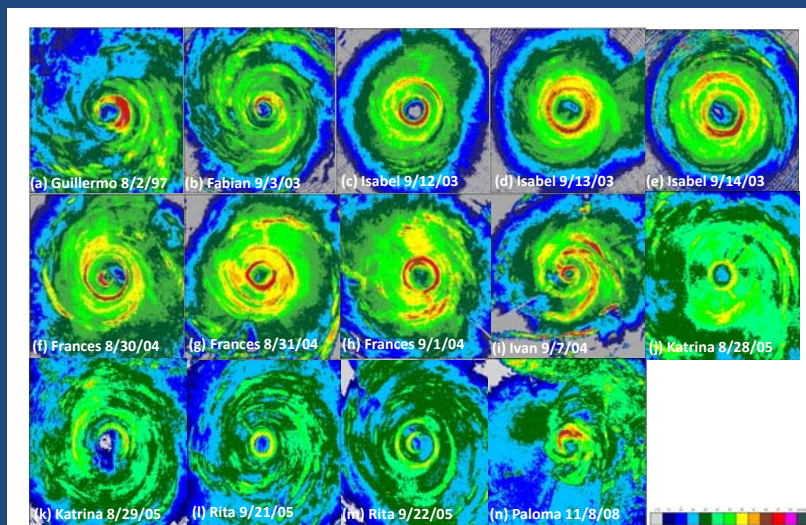 (a) Guillermo 8/2/97
(b) Fabian 9/3/03
(c) Isabel 9/12/03
(d) Isabel 9/13/03
(e) Isabel 9/14/03
(f) Frances 8/30/04
(g) Frances 8/31/04
(h) Frances 9/1/04
(i) Ivan 9/7/04
(j) Katrina 8/28/05
(k) Katrina 8/29/05
(l) Rita 9/21/05
(m) Rita 9/22/05
(n) Paloma 11/8/08